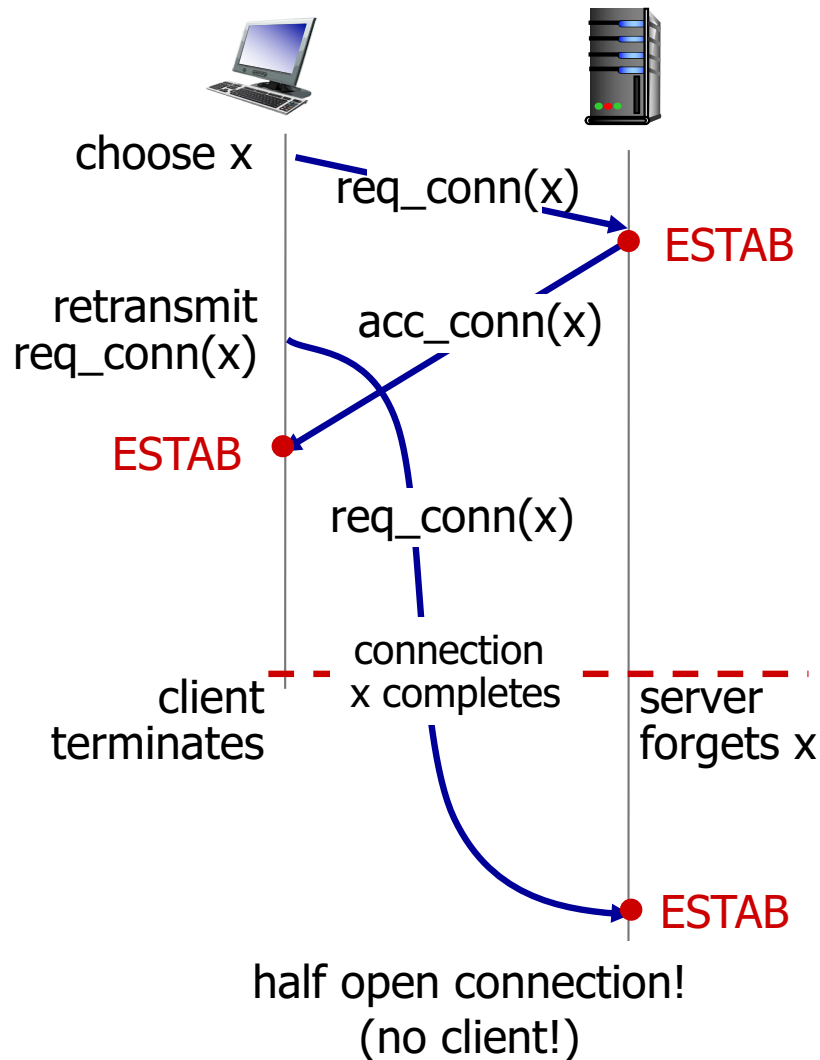 choose x
req_conn(x)
ESTAB
retransmit
req_conn(x)
acc_conn(x)
ESTAB
req_conn(x)
connection
x completes
client
terminates
server
forgets x
ESTAB
half open connection!
(no client!)